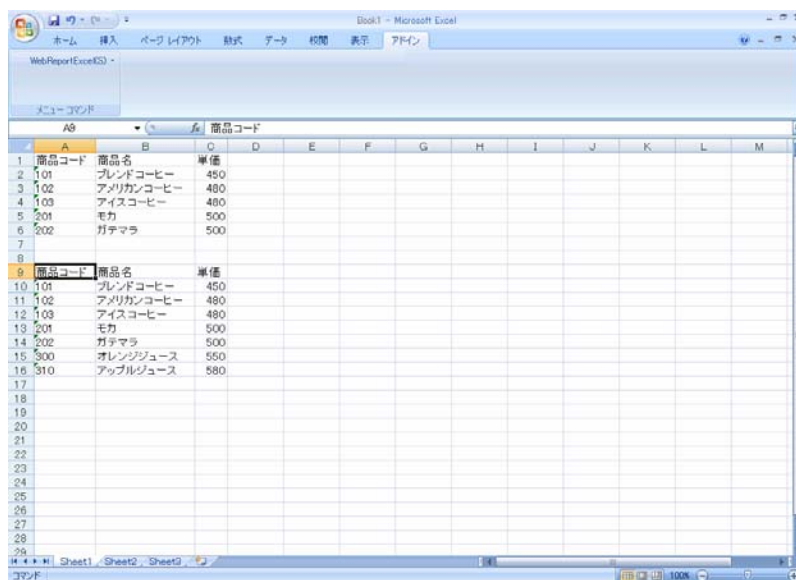 Book1 - Microsoft Excel
ホーム 挿入 ページ レイアウト 数式 データ 校閲 表示 アドイン
WebReportExcel(S)
メニュー コマンド
A9 fx 商品コード
A B C D E F G H I J K L M
1 商品コード 商品名 単価
2 101 ブレンドコーヒー 450
3 102 アメリカンコーヒー 480
4 103 アイスコーヒー 480
5 201 モカ 500
6 202 ガテマラ 500
7
8
9 商品コード 商品名 単価
10 101 ブレンドコーヒー 450
11 102 アメリカンコーヒー 480
12 103 アイスコーヒー 480
13 201 モカ 500
14 202 ガテマラ 500
15 300 オレンジジュース 550
16 310 アップルジュース 580
17
18
19
20
21
22
23
24
25
26
27
28
29
Sheet1 Sheet2 Sheet3
コマンド 100%